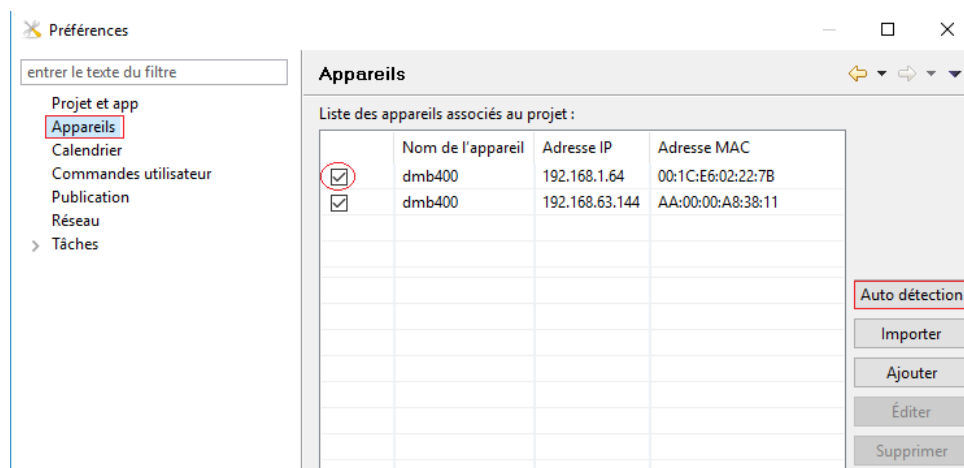 Préférences
entrer le texte du filtre
Projet et app
Appareils
Calendrier
Commandes utilisateur
Publication
Réseau
Tâches
Appareils
Liste des appareils associés au projet :
Nom de l'appareil Adresse IP Adresse MAC
dmb400 192.168.1.64 00:1C:E6:02:22:7B
dmb400 192.168.63.144 AA:00:00:A8:38:11
Auto détection
Importer
Ajouter
Éditer
Supprimer